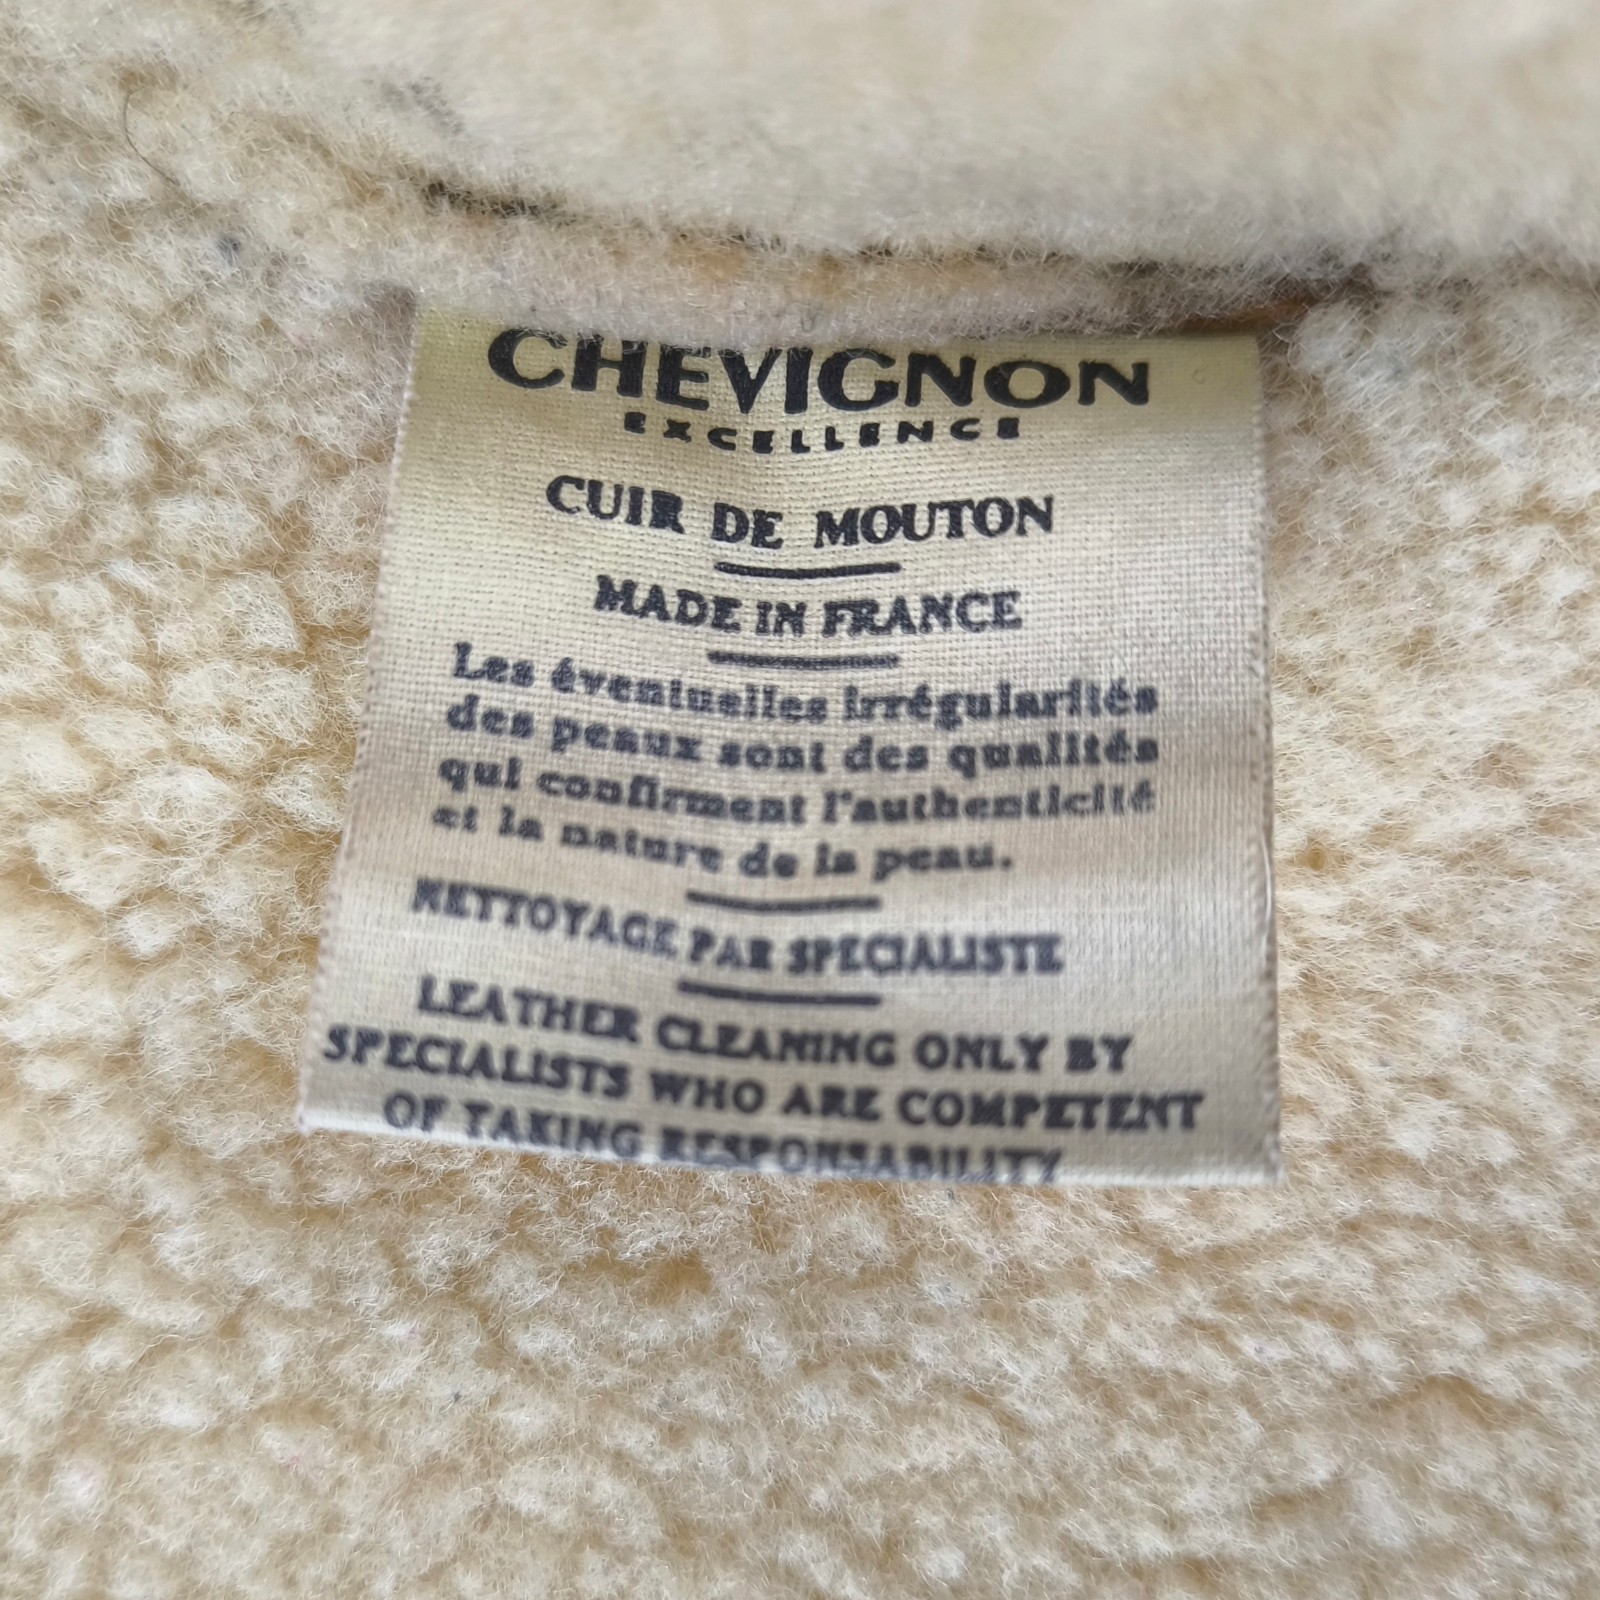 CHEVIGNON
EXCELLENCE
CUIR DE MOUTON
MADE IN FRANCE
Les éventuelles irrégularités
des peaux sont des qualités
qui confirment l'authenticité
et la nature de la peau.
NETTOYAGE PAR SPECIALISTE
LEATHER CLEANING ONLY BY
SPECIALISTS WHO ARE COMPETENT
OF TAKING RESPONSABILITY